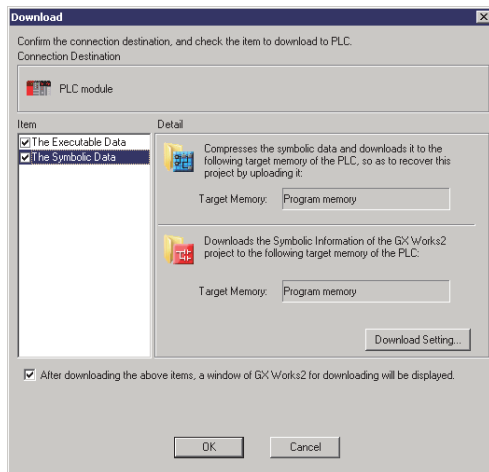 Download
Confirm the connection destination, and check the item to download to PLC.
Connection Destination
PLC module
Item
Detail
The Executable Data
The Symbolic Data
Compresses the symbolic data and downloads it to the
following target memory of the PLC, so as to recover this
project by uploading it:
Target Memory: Program memory
Downloads the Symbolic Information of the GX Works2
project to the following target memory of the PLC:
Target Memory: Program memory
Download Setting...
After downloading the above items, a window of GX Works2 for downloading will be displayed.
OK
Cancel